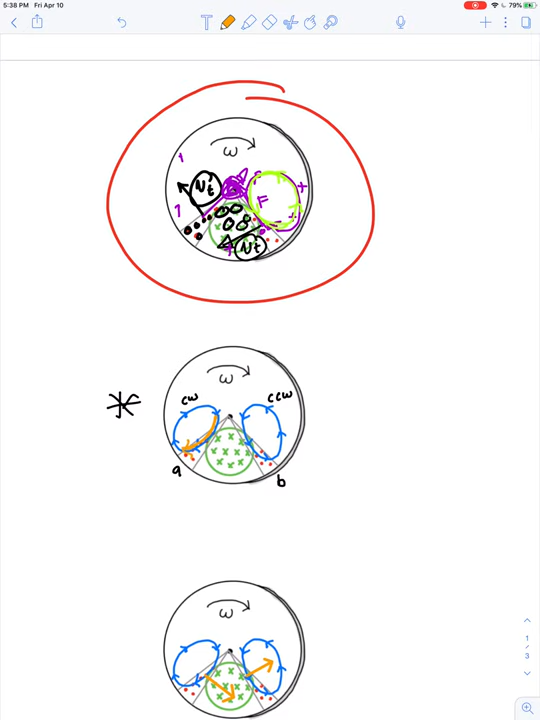 5:38 PM Fri Apr 10
79%
T
ω
Nt
F
+
Nt
ω
cw
ccw
a
b
ω
1
/
3